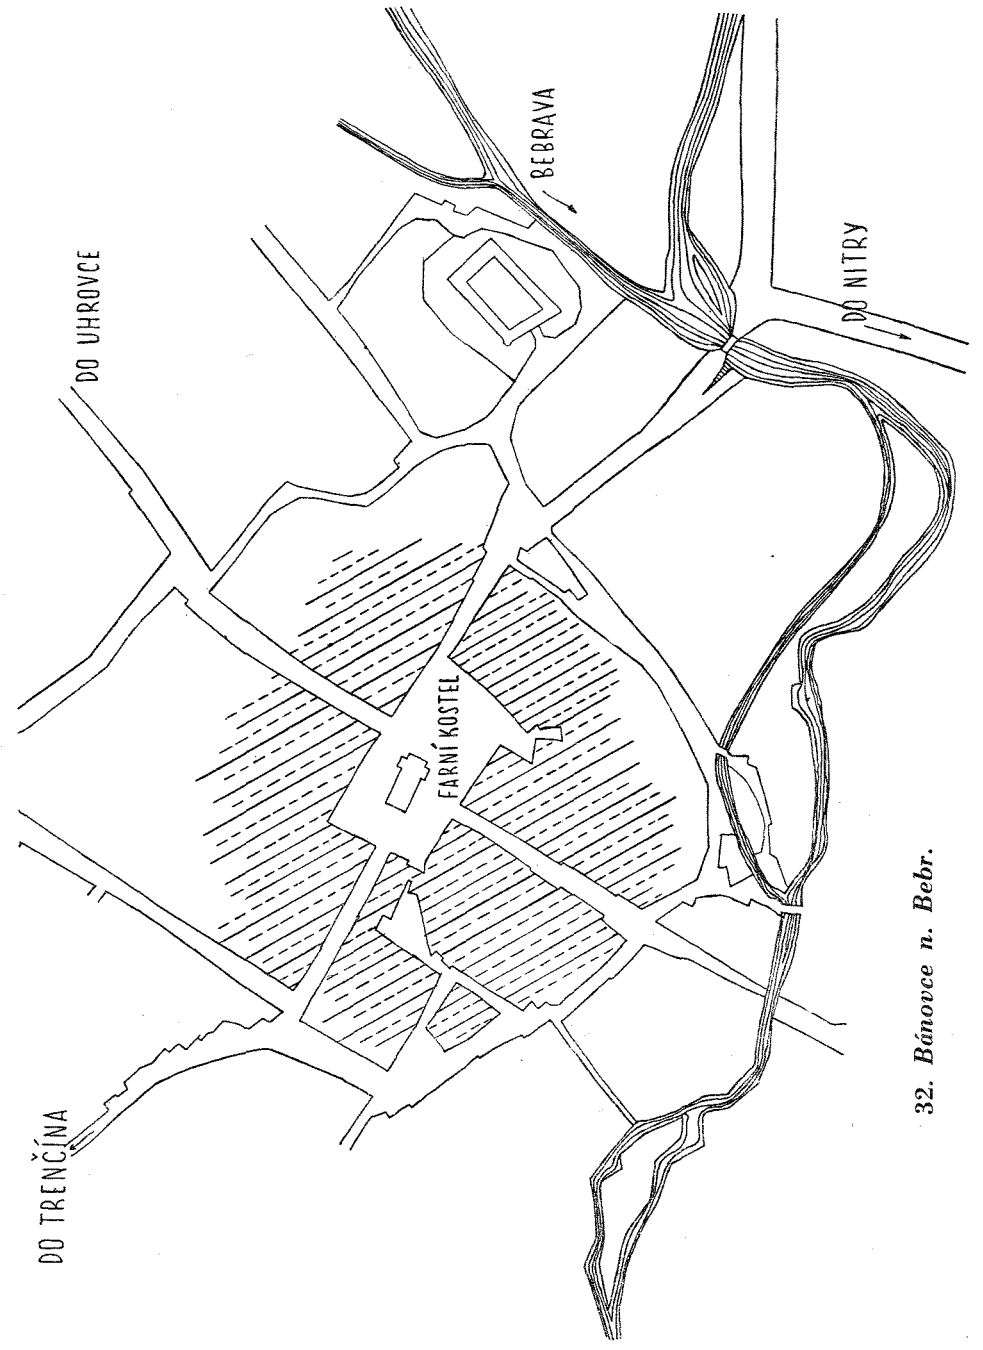 DO TRENČÍNA
DO UHROVCE
BEBRAVA
FARNÍ KOSTEL
DO NITRY
32. Bánovce n. Bebr.